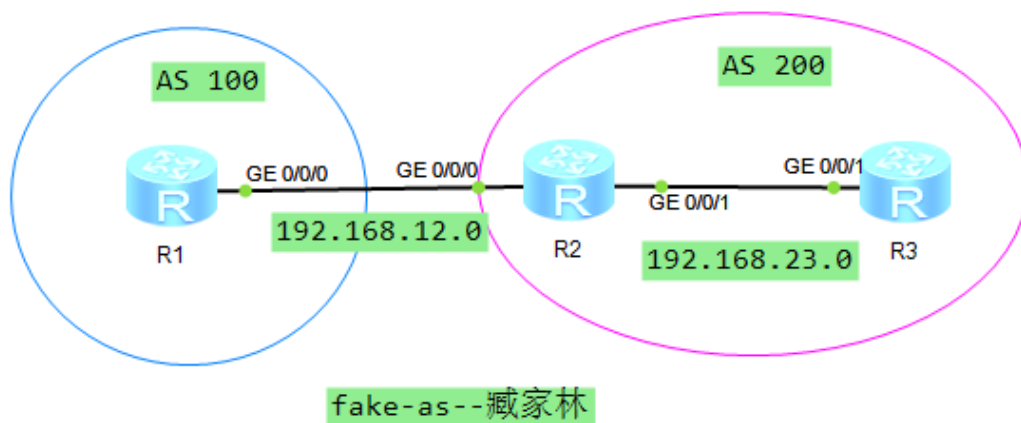 AS 100
AS 200
GE 0/0/0
GE 0/0/0
GE 0/0/1
GE 0/0/1
R
R
R
R1
192.168.12.0
R2
192.168.23.0
R3
fake-as--臧家林